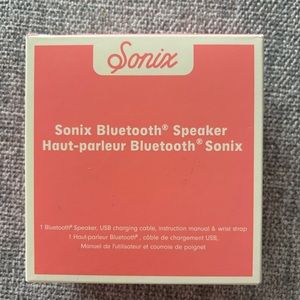 Sonix
Sonix Bluetooth® Speaker
Haut-parleur Bluetooth® Sonix
1 Bluetooth® Speaker, USB charging cable, instruction manual & wrist strap
1 Haut-parleur Bluetooth®, câble de chargement USB,
Manuel de l'utilisateur et courroie de poignet